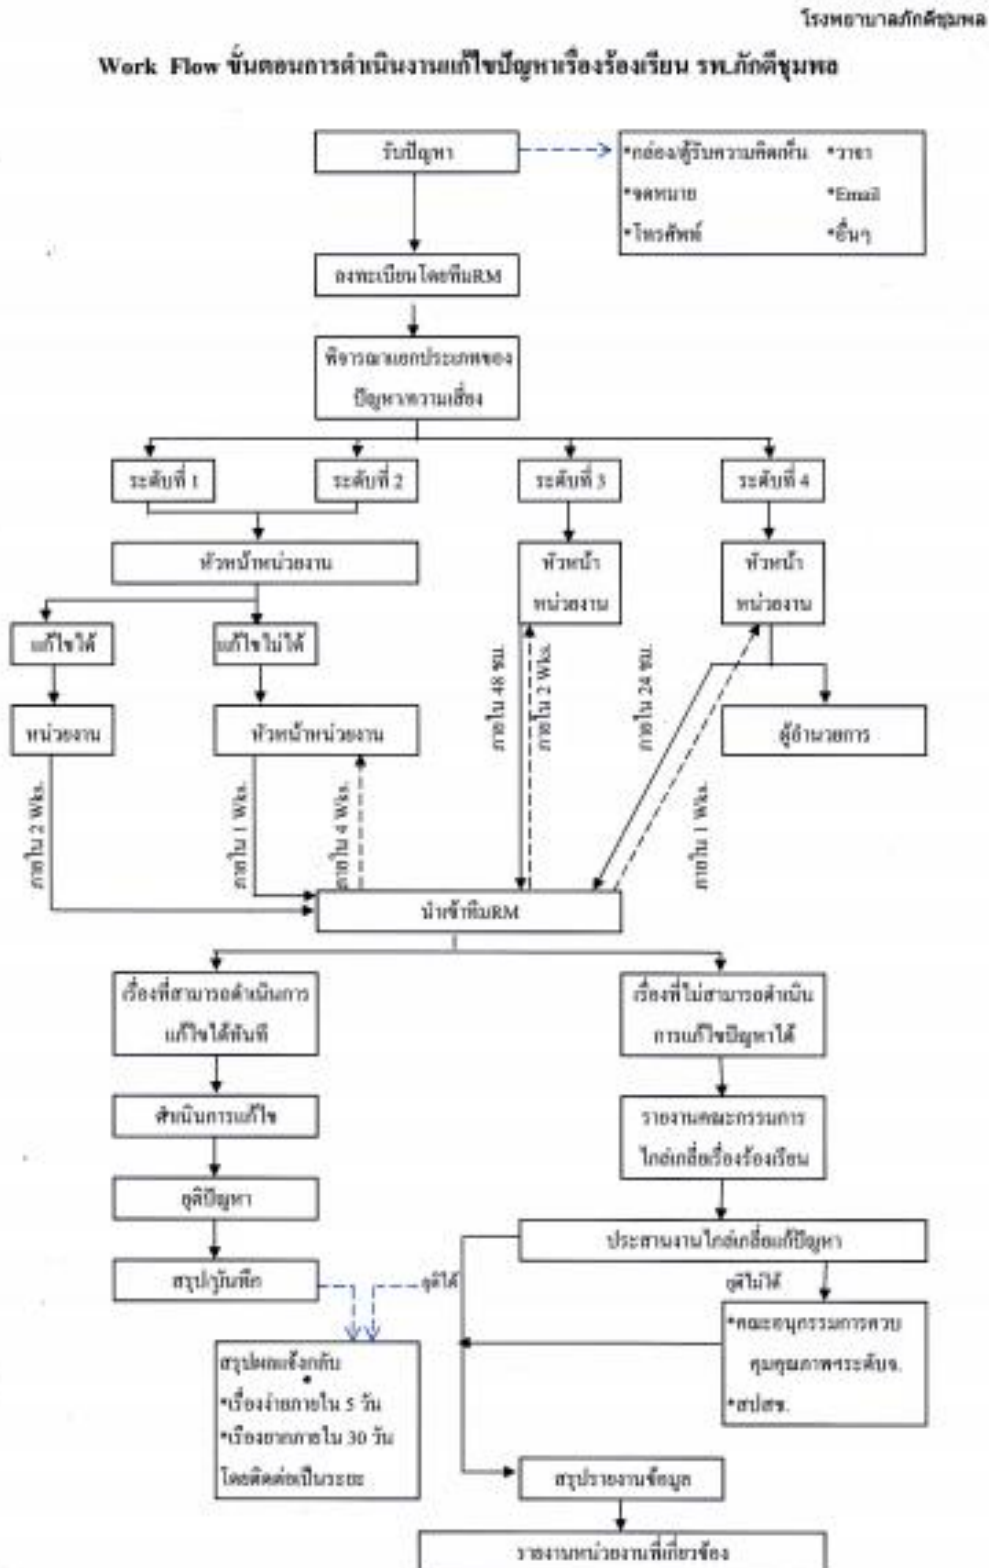 โรงพยาบาลภักดีชุมพล
Work Flow ขั้นตอนการดำเนินงานแก้ไขปัญหาเรื่องร้องเรียน รพ.ภักดีชุมพล
รับปัญหา
*กล่อง/ตู้รับความคิดเห็น *วาจา
*จดหมาย *Email
*โทรศัพท์ *อื่นๆ
ลงทะเบียนโดยทีมRM
พิจารณาแยกประเภทของ
ปัญหา/ความเสี่ยง
ระดับที่ 1
ระดับที่ 2
ระดับที่ 3
ระดับที่ 4
หัวหน้าหน่วยงาน
หัวหน้า
หน่วยงาน
หัวหน้า
หน่วยงาน
แก้ไขได้
แก้ไขไม่ได้
หน่วยงาน
หัวหน้าหน่วยงาน
ภายใน 48 ชม.
ภายใน 2 Wks.
ภายใน 24 ชม.
ผู้อำนวยการ
ภายใน 2 Wks.
ภายใน 1 Wks.
ภายใน 4 Wks.
ภายใน 1 Wks.
นำเข้าทีมRM
เรื่องที่สามารถดำเนินการ
แก้ไขได้ทันที
เรื่องที่ไม่สามารถดำเนิน
การแก้ไขปัญหาได้
ดำเนินการแก้ไข
รายงานคณะกรรมการ
ไกล่เกลี่ยเรื่องร้องเรียน
ยุติปัญหา
ประสานงานไกล่เกลี่ยแก้ปัญหา
สรุป/บันทึก
ยุติได้
ยุติไม่ได้
*คณะอนุกรรมการควบ
คุมคุณภาพฯระดับจ.
*สปสช.
สรุปผลแจ้งกลับ
*เรื่องง่ายภายใน 5 วัน
*เรื่องยากภายใน 30 วัน
โดยติดต่อเป็นระยะ
สรุปรายงานข้อมูล
รายงานหน่วยงานที่เกี่ยวข้อง